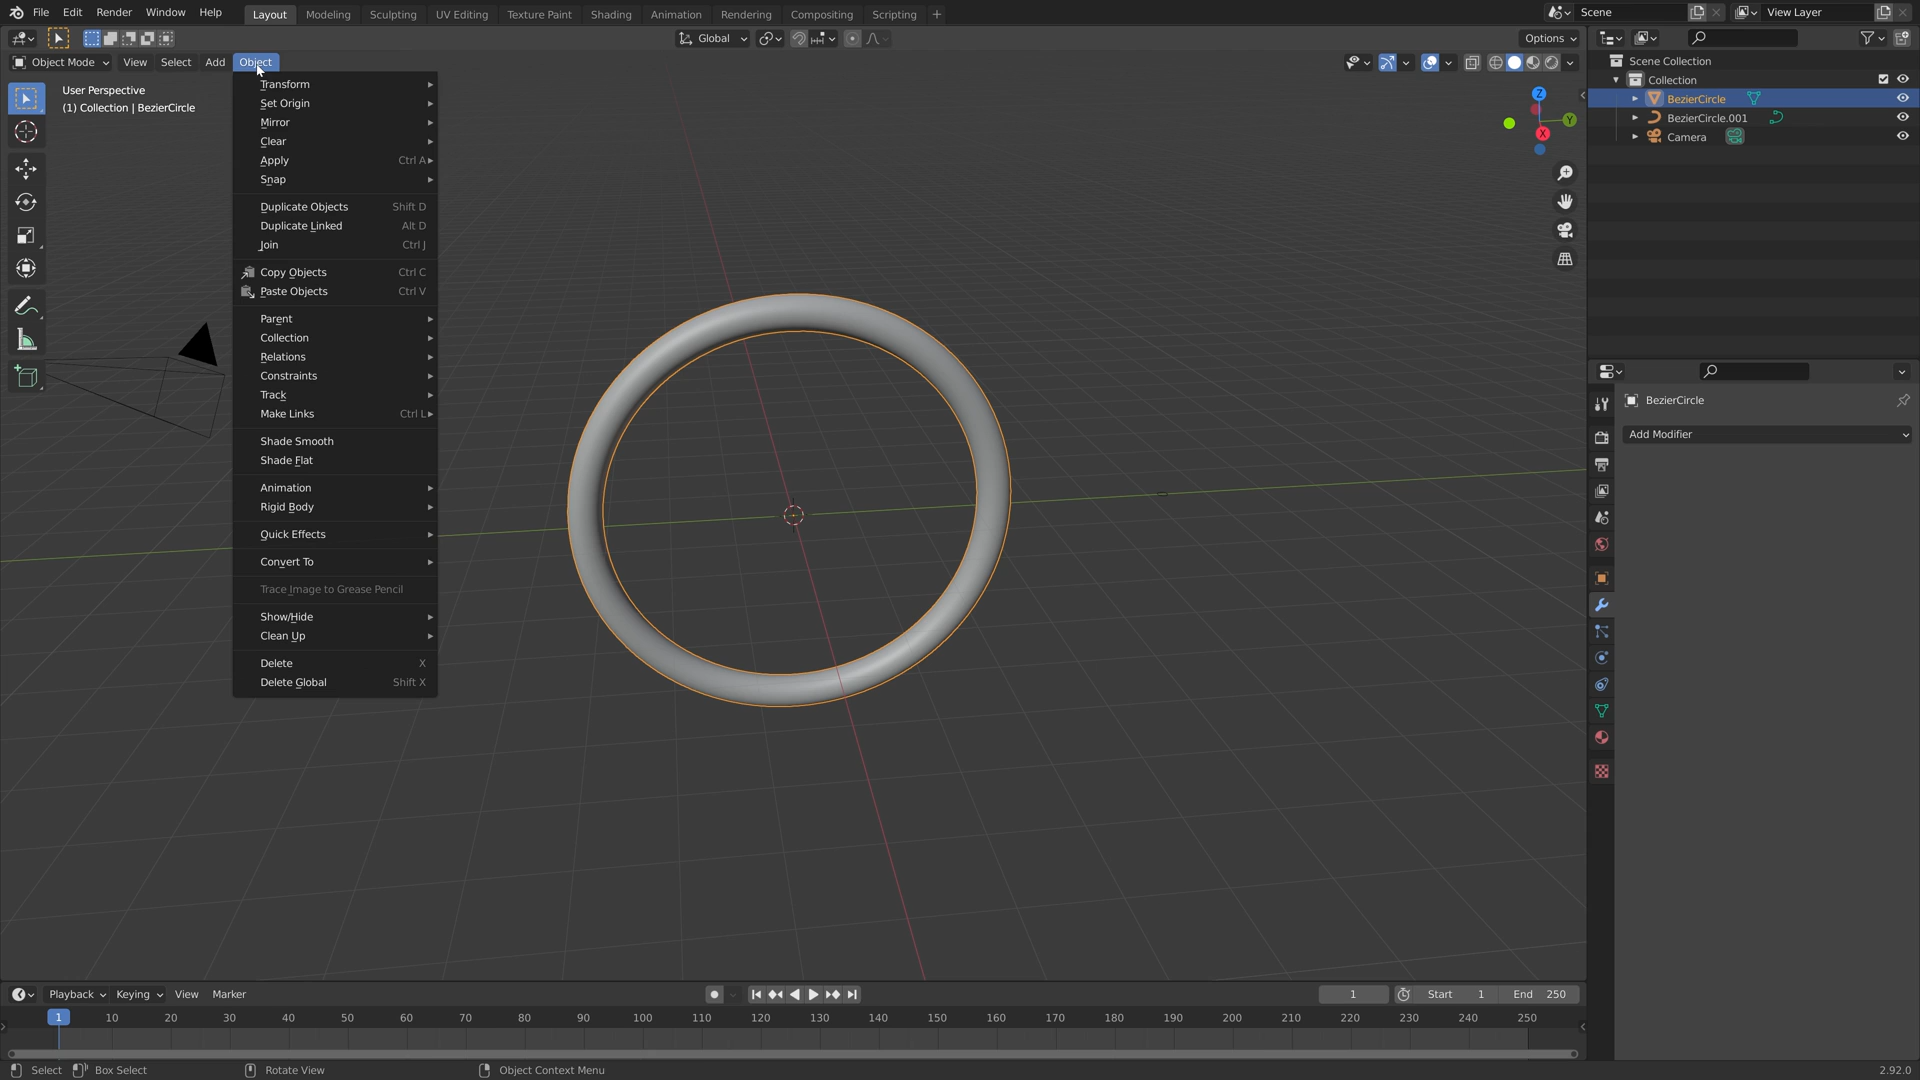 File Edit Render Window Help
Layout Modeling Sculpting UV Editing Texture Paint Shading Animation Rendering Compositing Scripting +
Scene
View Layer
Global
Options
Object Mode View Select Add Object
User Perspective
(1) Collection | BezierCircle
Transform
Set Origin
Mirror
Clear
Apply Ctrl A
Snap
Duplicate Objects Shift D
Duplicate Linked Alt D
Join Ctrl J
Copy Objects Ctrl C
Paste Objects Ctrl V
Parent
Collection
Relations
Constraints
Track
Make Links Ctrl L
Shade Smooth
Shade Flat
Animation
Rigid Body
Quick Effects
Convert To
Trace Image to Grease Pencil
Show/Hide
Clean Up
Delete X
Delete Global Shift X
Z
Y
X
Scene Collection
Collection
BezierCircle
BezierCircle.001
Camera
BezierCircle
Add Modifier
Playback Keying View Marker
1
Start 1
End 250
1 10 20 30 40 50 60 70 80 90 100 110 120 130 140 150 160 170 180 190 200 210 220 230 240 250
Select Box Select Rotate View Object Context Menu
2.92.0